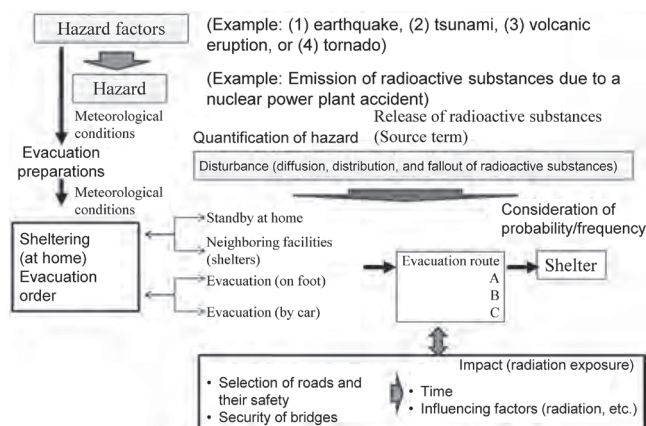 Hazard factors
(Example: (1) earthquake, (2) tsunami, (3) volcanic
eruption, or (4) tornado)
Hazard
(Example: Emission of radioactive substances due to a
nuclear power plant accident)
Meteorological
conditions
Release of radioactive substances
(Source term)
Quantification of hazard
Evacuation
preparations
Disturbance (diffusion, distribution, and fallout of radioactive substances)
Meteorological
conditions
Consideration of
probability/frequency
Sheltering
(at home)
Evacuation
order
Standby at home
Neighboring facilities
(shelters)
Evacuation (on foot)
Evacuation (by car)
Evacuation route
A
B
C
Shelter
Impact (radiation exposure)
• Selection of roads and
their safety
• Security of bridges
• Time
• Influencing factors (radiation, etc.)